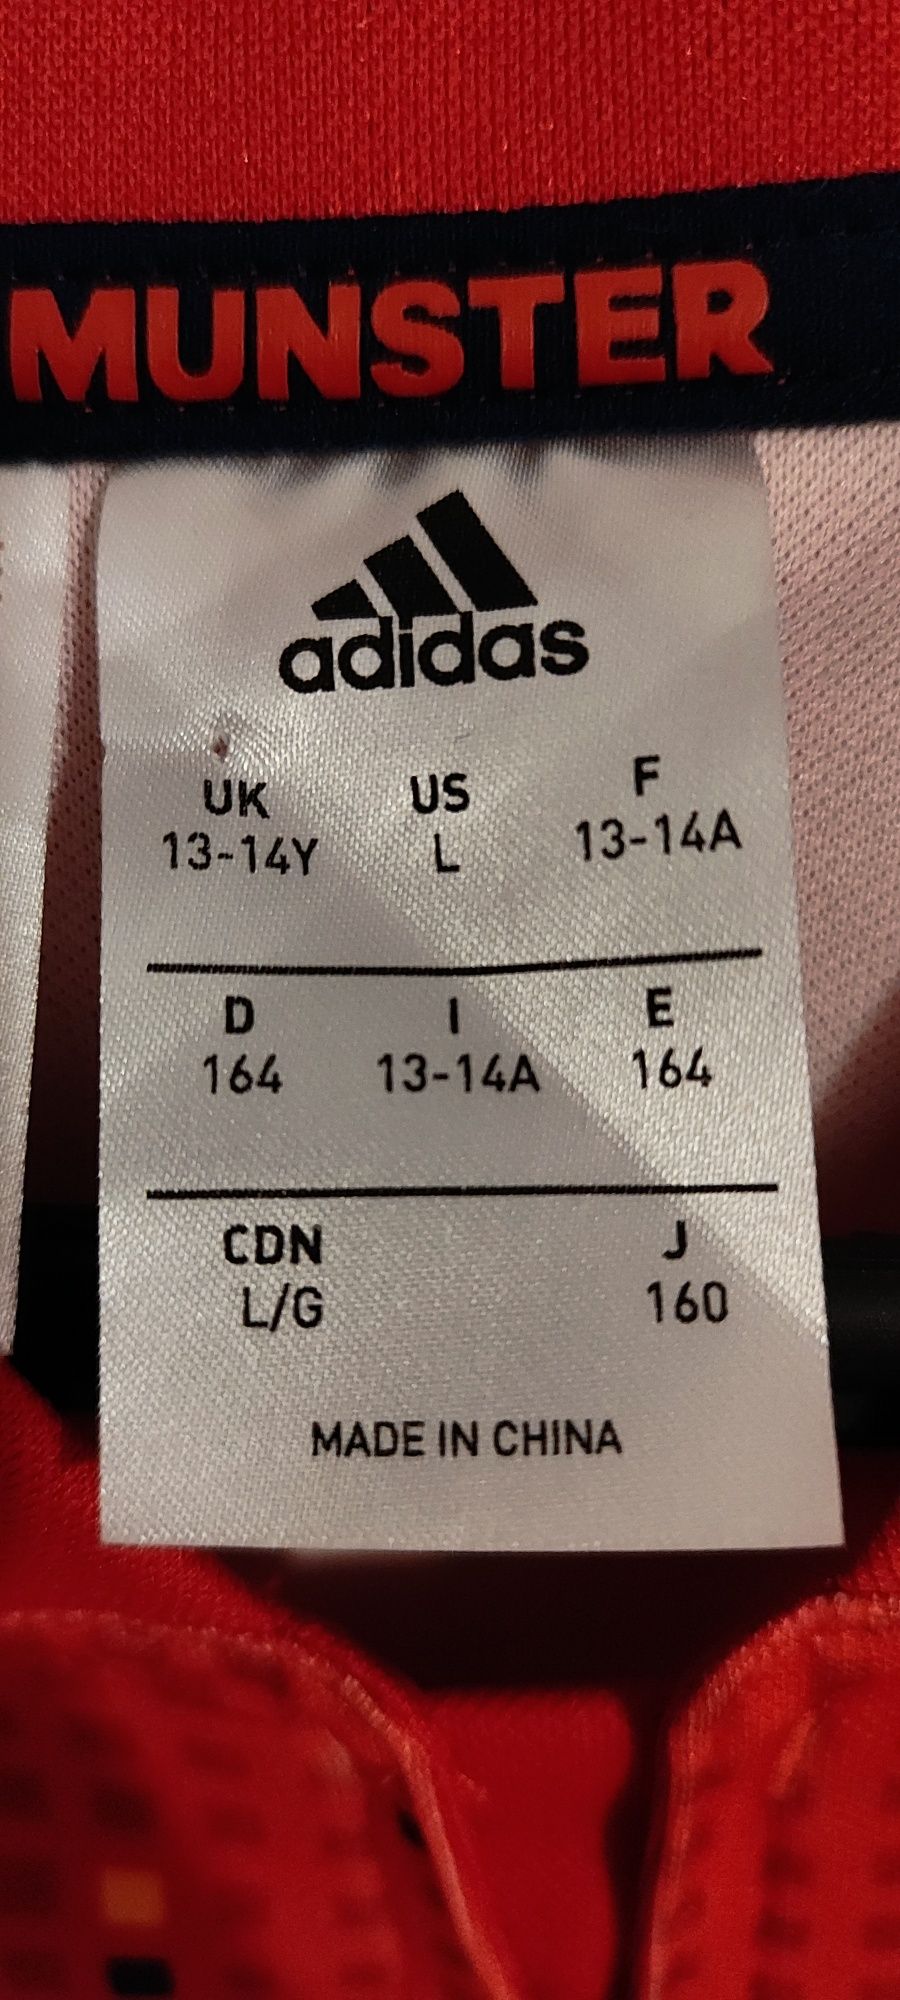 MUNSTER
adidas
UK US F
13-14Y L 13-14A
D I E
164 13-14A 164
CDN J
L/G 160
MADE IN CHINA